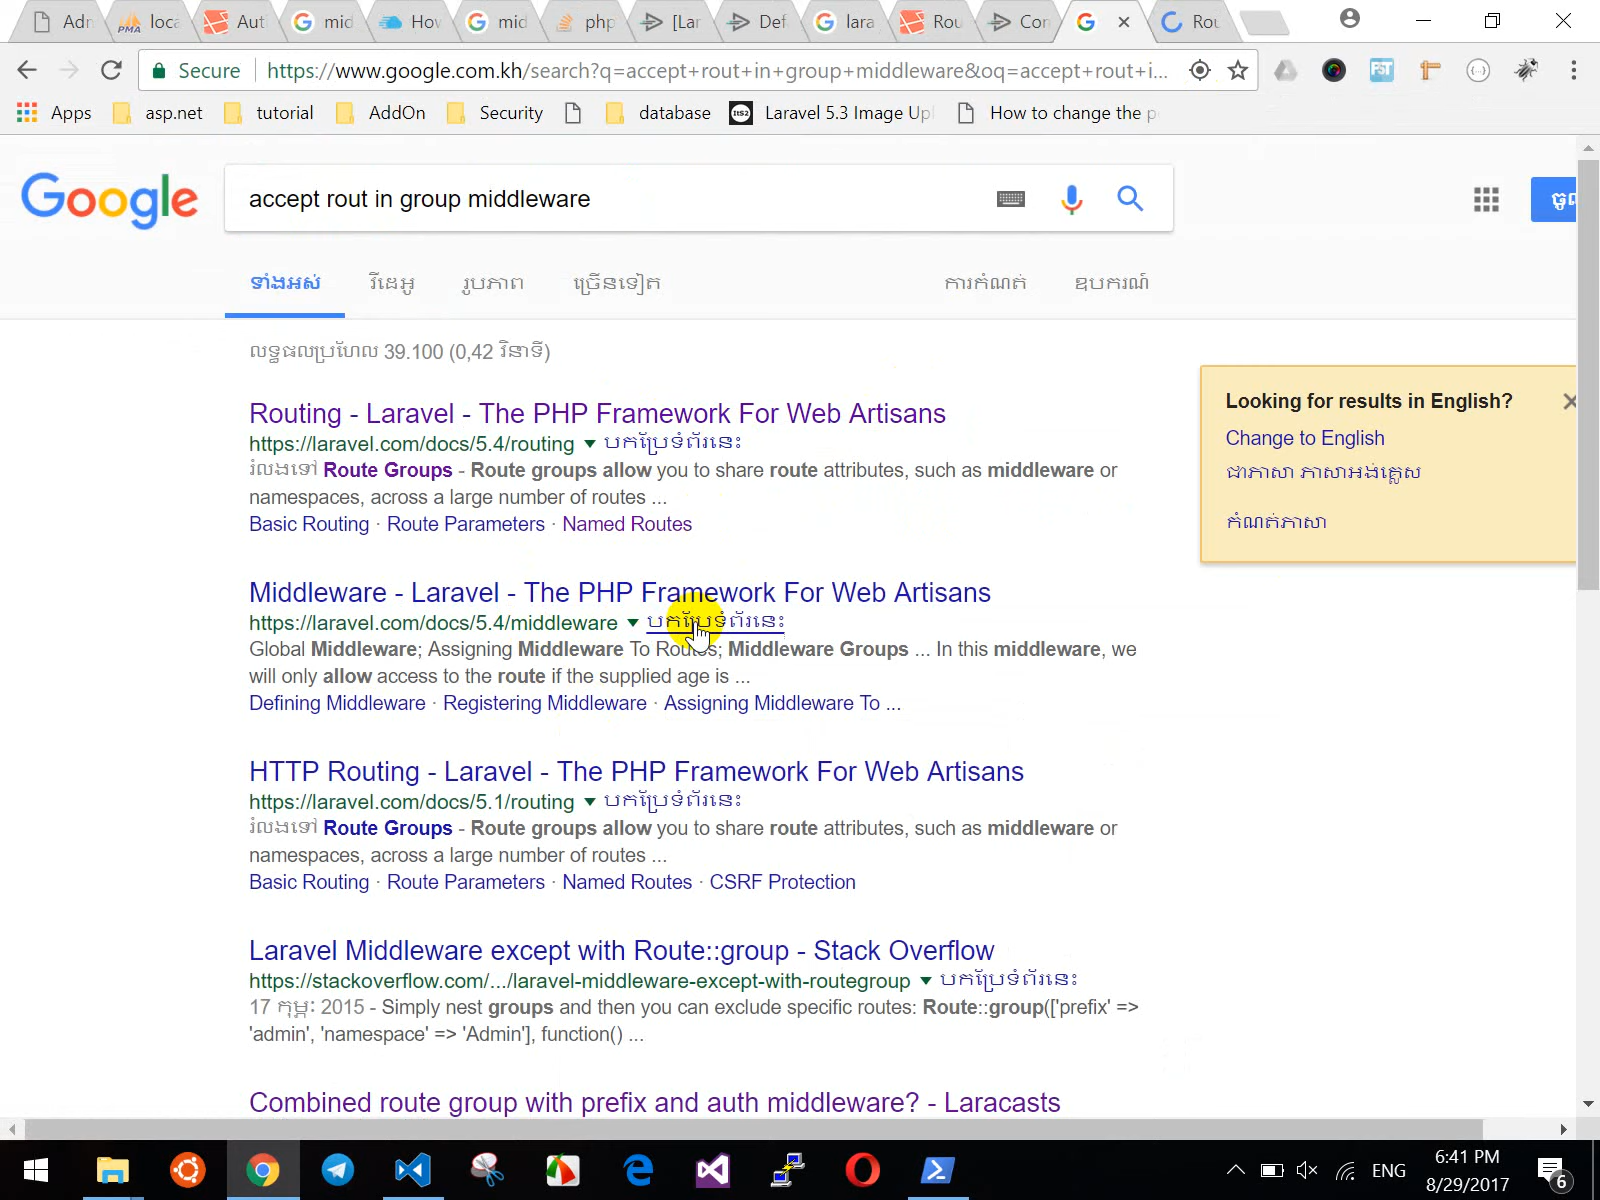 Adn
loca
Aut
mid
How
mid
php
[Lar
Def
lara
Rou
Cor
Rou
Secure
https://www.google.com.kh/search?q=accept+rout+in+group+middleware&oq=accept+rout+i...
Apps
asp.net
tutorial
AddOn
Security
database
Laravel 5.3 Image Upl
How to change the p
Google
accept rout in group middleware
ចូល
ទាំងអស់
វីដេអូ
រូបភាព
ច្រើនទៀត
ការកំណត់
ឧបករណ៍
លទ្ធផលប្រហែល 39.100 (0,42 វិនាទី)
Routing - Laravel - The PHP Framework For Web Artisans
https://laravel.com/docs/5.4/routing ▼ បកប្រែទំព័រនេះ
រំលងទៅ Route Groups - Route groups allow you to share route attributes, such as middleware or
namespaces, across a large number of routes ...
Basic Routing · Route Parameters · Named Routes
Middleware - Laravel - The PHP Framework For Web Artisans
https://laravel.com/docs/5.4/middleware ▼ បកប្រែទំព័រនេះ
Global Middleware; Assigning Middleware To Routes; Middleware Groups ... In this middleware, we
will only allow access to the route if the supplied age is ...
Defining Middleware · Registering Middleware · Assigning Middleware To ...
HTTP Routing - Laravel - The PHP Framework For Web Artisans
https://laravel.com/docs/5.1/routing ▼ បកប្រែទំព័រនេះ
រំលងទៅ Route Groups - Route groups allow you to share route attributes, such as middleware or
namespaces, across a large number of routes ...
Basic Routing · Route Parameters · Named Routes · CSRF Protection
Laravel Middleware except with Route::group - Stack Overflow
https://stackoverflow.com/.../laravel-middleware-except-with-routegroup ▼ បកប្រែទំព័រនេះ
17 កុម្ភៈ 2015 - Simply nest groups and then you can exclude specific routes: Route::group(['prefix' =>
'admin', 'namespace' => 'Admin'], function() ...
Combined route group with prefix and auth middleware? - Laracasts
Looking for results in English?
Change to English
ជាភាសា ភាសាអង់គ្លេស
កំណត់ភាសា
ENG
6:41 PM
8/29/2017
6